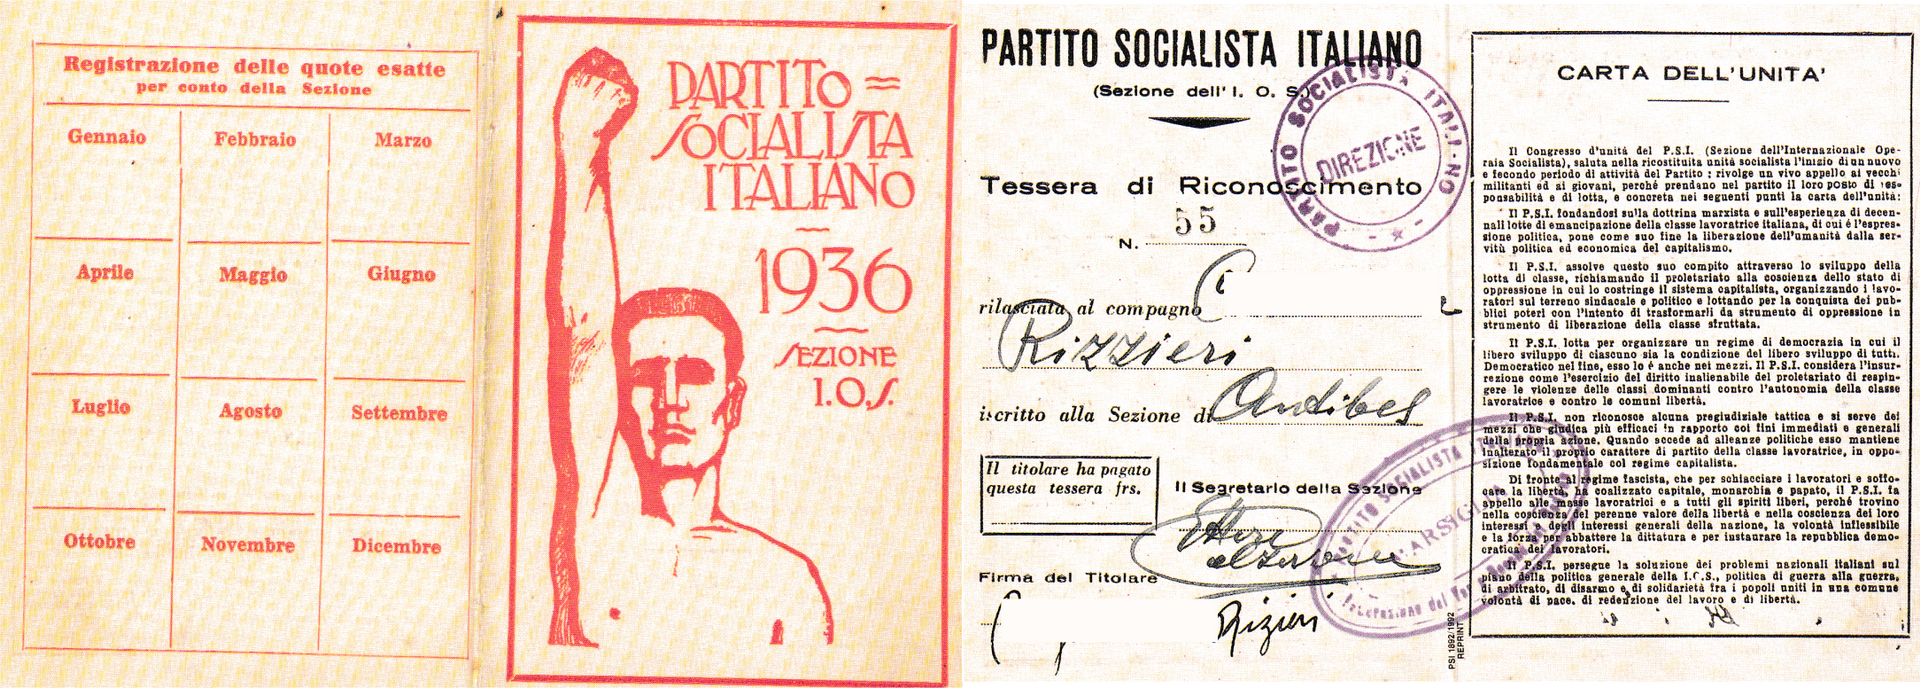 Registrazione delle quote esatte
per conto della Sezione
Gennaio Febbraio Marzo
Aprile Maggio Giugno
Luglio Agosto Settembre
Ottobre Novembre Dicembre
PARTITO =
SOCIALISTA
ITALIANO
1936
SEZIONE
I.O.S.
PARTITO SOCIALISTA ITALIANO
(Sezione dell' I. O. S.)
PARTITO SOCIALISTA ITALI-NO
DIREZIONE
Tessera di Riconoscimento
N. 55
rilasciata al compagno
Rizzieri
iscritto alla Sezione di Antibes
Il titolare ha pagato
questa tessera frs.
Il Segretario della Sezione
Firma del Titolare
Rizieri
PARTITO SOCIALISTA
MARSIGLIA
PSI 1892/1992
REPRINT
CARTA DELL'UNITA'
Il Congresso d'unità del P.S.I. (Sezione dell'Internazionale Ope-
raia Socialista), saluta nella ricostituita unità socialista l'inizio di un nuovo
e fecondo periodo di attività del Partito ; rivolge un vivo appello ai vecchi
militanti ed ai giovani, perché prendano nel partito il loro posto di res-
ponsabilità e di lotta, e concreta nei seguenti punti la carta dell'unità:
Il P.S.I. fondandosi sulla dottrina marxista e sull'esperienza di decen-
nali lotte di emancipazione della classe lavoratrice italiana, di cui é l'espres-
sione politica, pone come suo fine la liberazione dell'umanità dalla ser-
vitù politica ed economica del capitalismo.
Il P.S.I. assolve questo suo compito attraverso lo sviluppo della
lotta di classe, richiamando il proletariato alla coscienza dello stato di
oppressione in cui lo costringe il sistema capitalista, organizzando i lavo-
ratori sul terreno sindacale e politico e lottando per la conquista dei pub-
blici poteri con l'intento di trasformarli da strumento di oppressione in
strumento di liberazione della classe sfruttata.
Il P.S.I. lotta per organizzare un regime di democrazia in cui il
libero sviluppo di ciascuno sia la condizione del libero sviluppo di tutti.
Democratico nel fine, esso lo è anche nei mezzi. Il P.S.I. considera l'insur-
rezione come l'esercizio del diritto inalienabile del proletariato di respin-
gere le violenze delle classi dominanti contro l'autonomia della classe
lavoratrice e contro le comuni libertà.
Il P.S.I. non riconosce alcuna pregiudiziale tattica e si serve dei
mezzi che giudica più efficaci in rapporto coi fini immediati e generali
della propria azione. Quando accede ad alleanze politiche esso mantiene
inalterato il proprio carattere di partito della classe lavoratrice, in oppo-
sizione fondamentale col regime capitalista.
Di fronte al regime fascista, che per schiacciare i lavoratori e soffo-
care la libertà, ha coalizzato capitale, monarchia e papato, il P.S.I. fa
appello alle masse lavoratrici e a tutti gli spiriti liberi, perché trovino
nella coscienza del perenne valore della libertà e nella coscienza dei loro
interessi e degli interessi generali della nazione, la volontà inflessibile
e la forza per abbattere la dittatura e per instaurare la repubblica demo-
cratica dei lavoratori.
Il P.S.I. persegue la soluzione dei problemi nazionali italiani sul
piano della politica generale della I.O.S., politica di guerra alla guerra,
di arbitrato, di disarmo e di solidarietà fra i popoli uniti in una comune
volontà di pace, di redenzione del lavoro e di libertà.